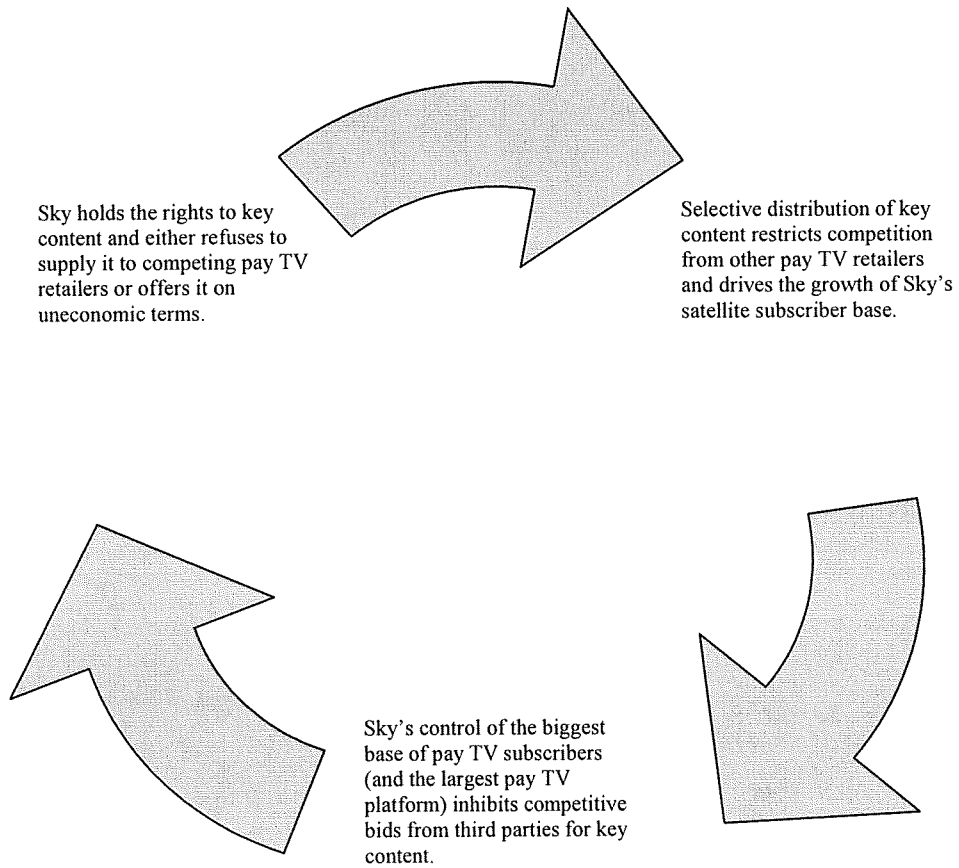 Sky holds the rights to key
content and either refuses to
supply it to competing pay TV
retailers or offers it on
uneconomic terms.
Selective distribution of key
content restricts competition
from other pay TV retailers
and drives the growth of Sky’s
satellite subscriber base.
Sky’s control of the biggest
base of pay TV subscribers
(and the largest pay TV
platform) inhibits competitive
bids from third parties for key
content.